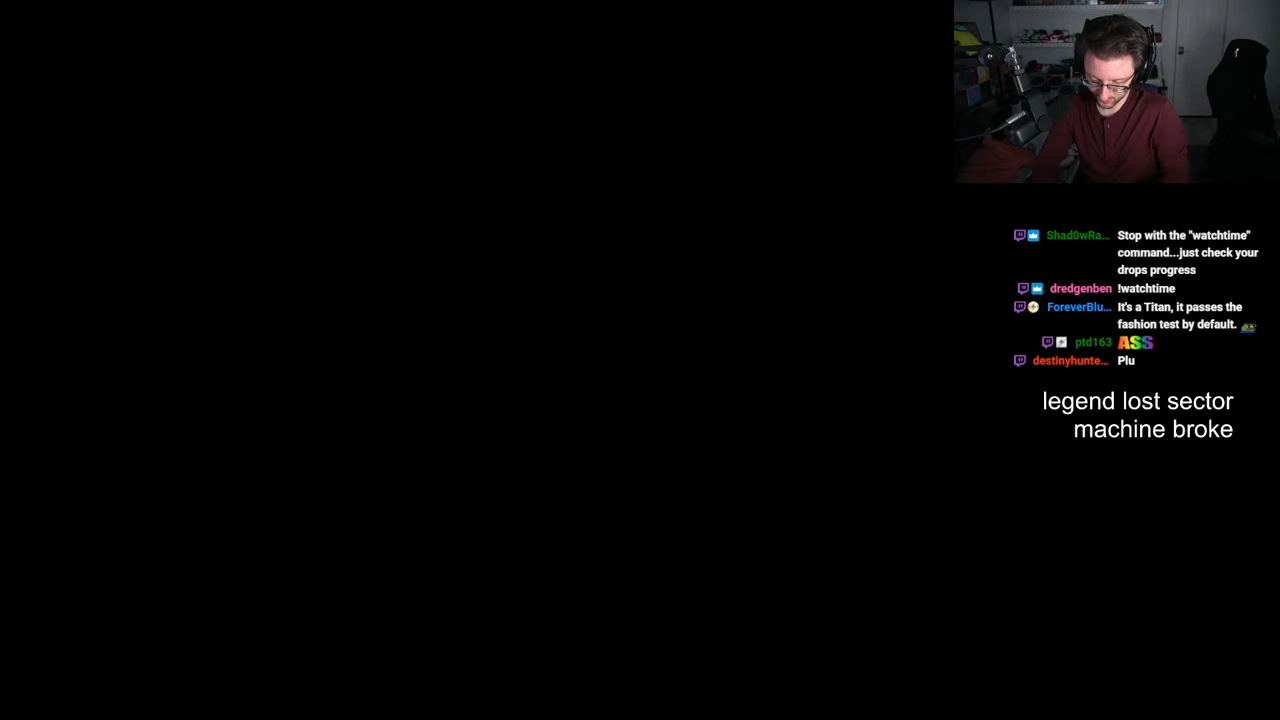 Shad0wRa... Stop with the "watchtime"
command...just check your
drops progress
dredgenben !watchtime
ForeverBlu... It's a Titan, it passes the
fashion test by default.
ptd163 ASS
destinyhunte... Plu
legend lost sector
machine broke